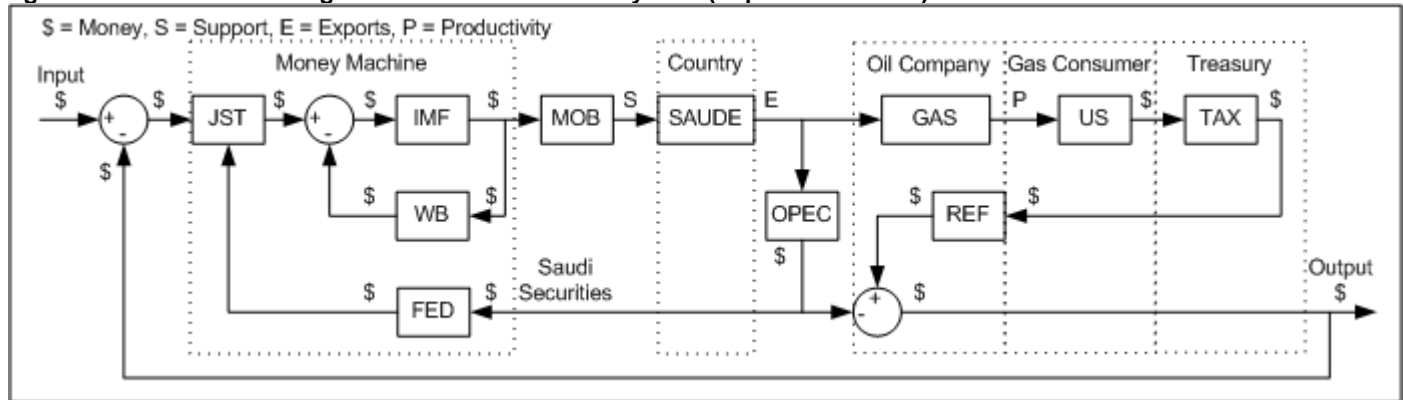 $ = Money, S = Support, E = Exports, P = Productivity
Money Machine
Country
Oil Company
Gas Consumer
Treasury
Input
$
+
-
$
JST
$
+
-
$
IMF
$
MOB
S
SAUDE
E
GAS
P
US
$
TAX
$
$
$
WB
$
OPEC
$
REF
$
$
Saudi
Securities
$
FED
$
+
-
$
Output
$